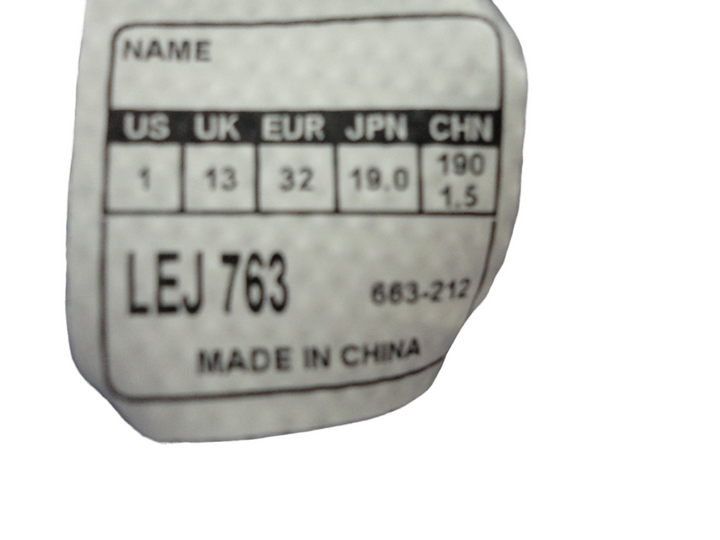 NAME
US UK EUR JPN CHN
1 13 32 19.0 190
1.5
LEJ 763 663-212
MADE IN CHINA